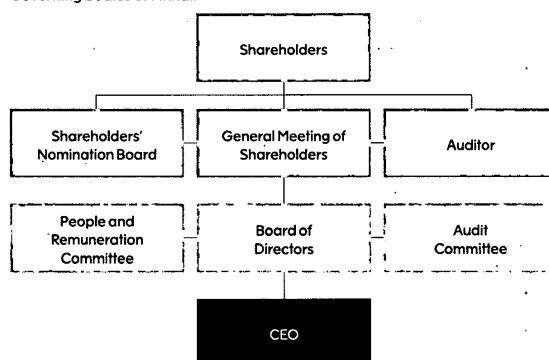 Shareholders
Shareholders'
Nomination Board
General Meeting of
Shareholders
Auditor
People and
Remuneration
Committee
Board of
Directors
Audit
Committee
CEO